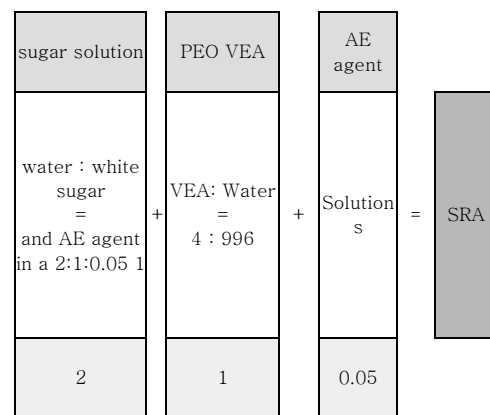 sugar solution
PEO VEA
AE
agent
water : white
sugar
=
and AE agent
in a 2:1:0.05 1
+
VEA: Water
=
4 : 996
+
Solution
s
=
SRA
2
1
0.05